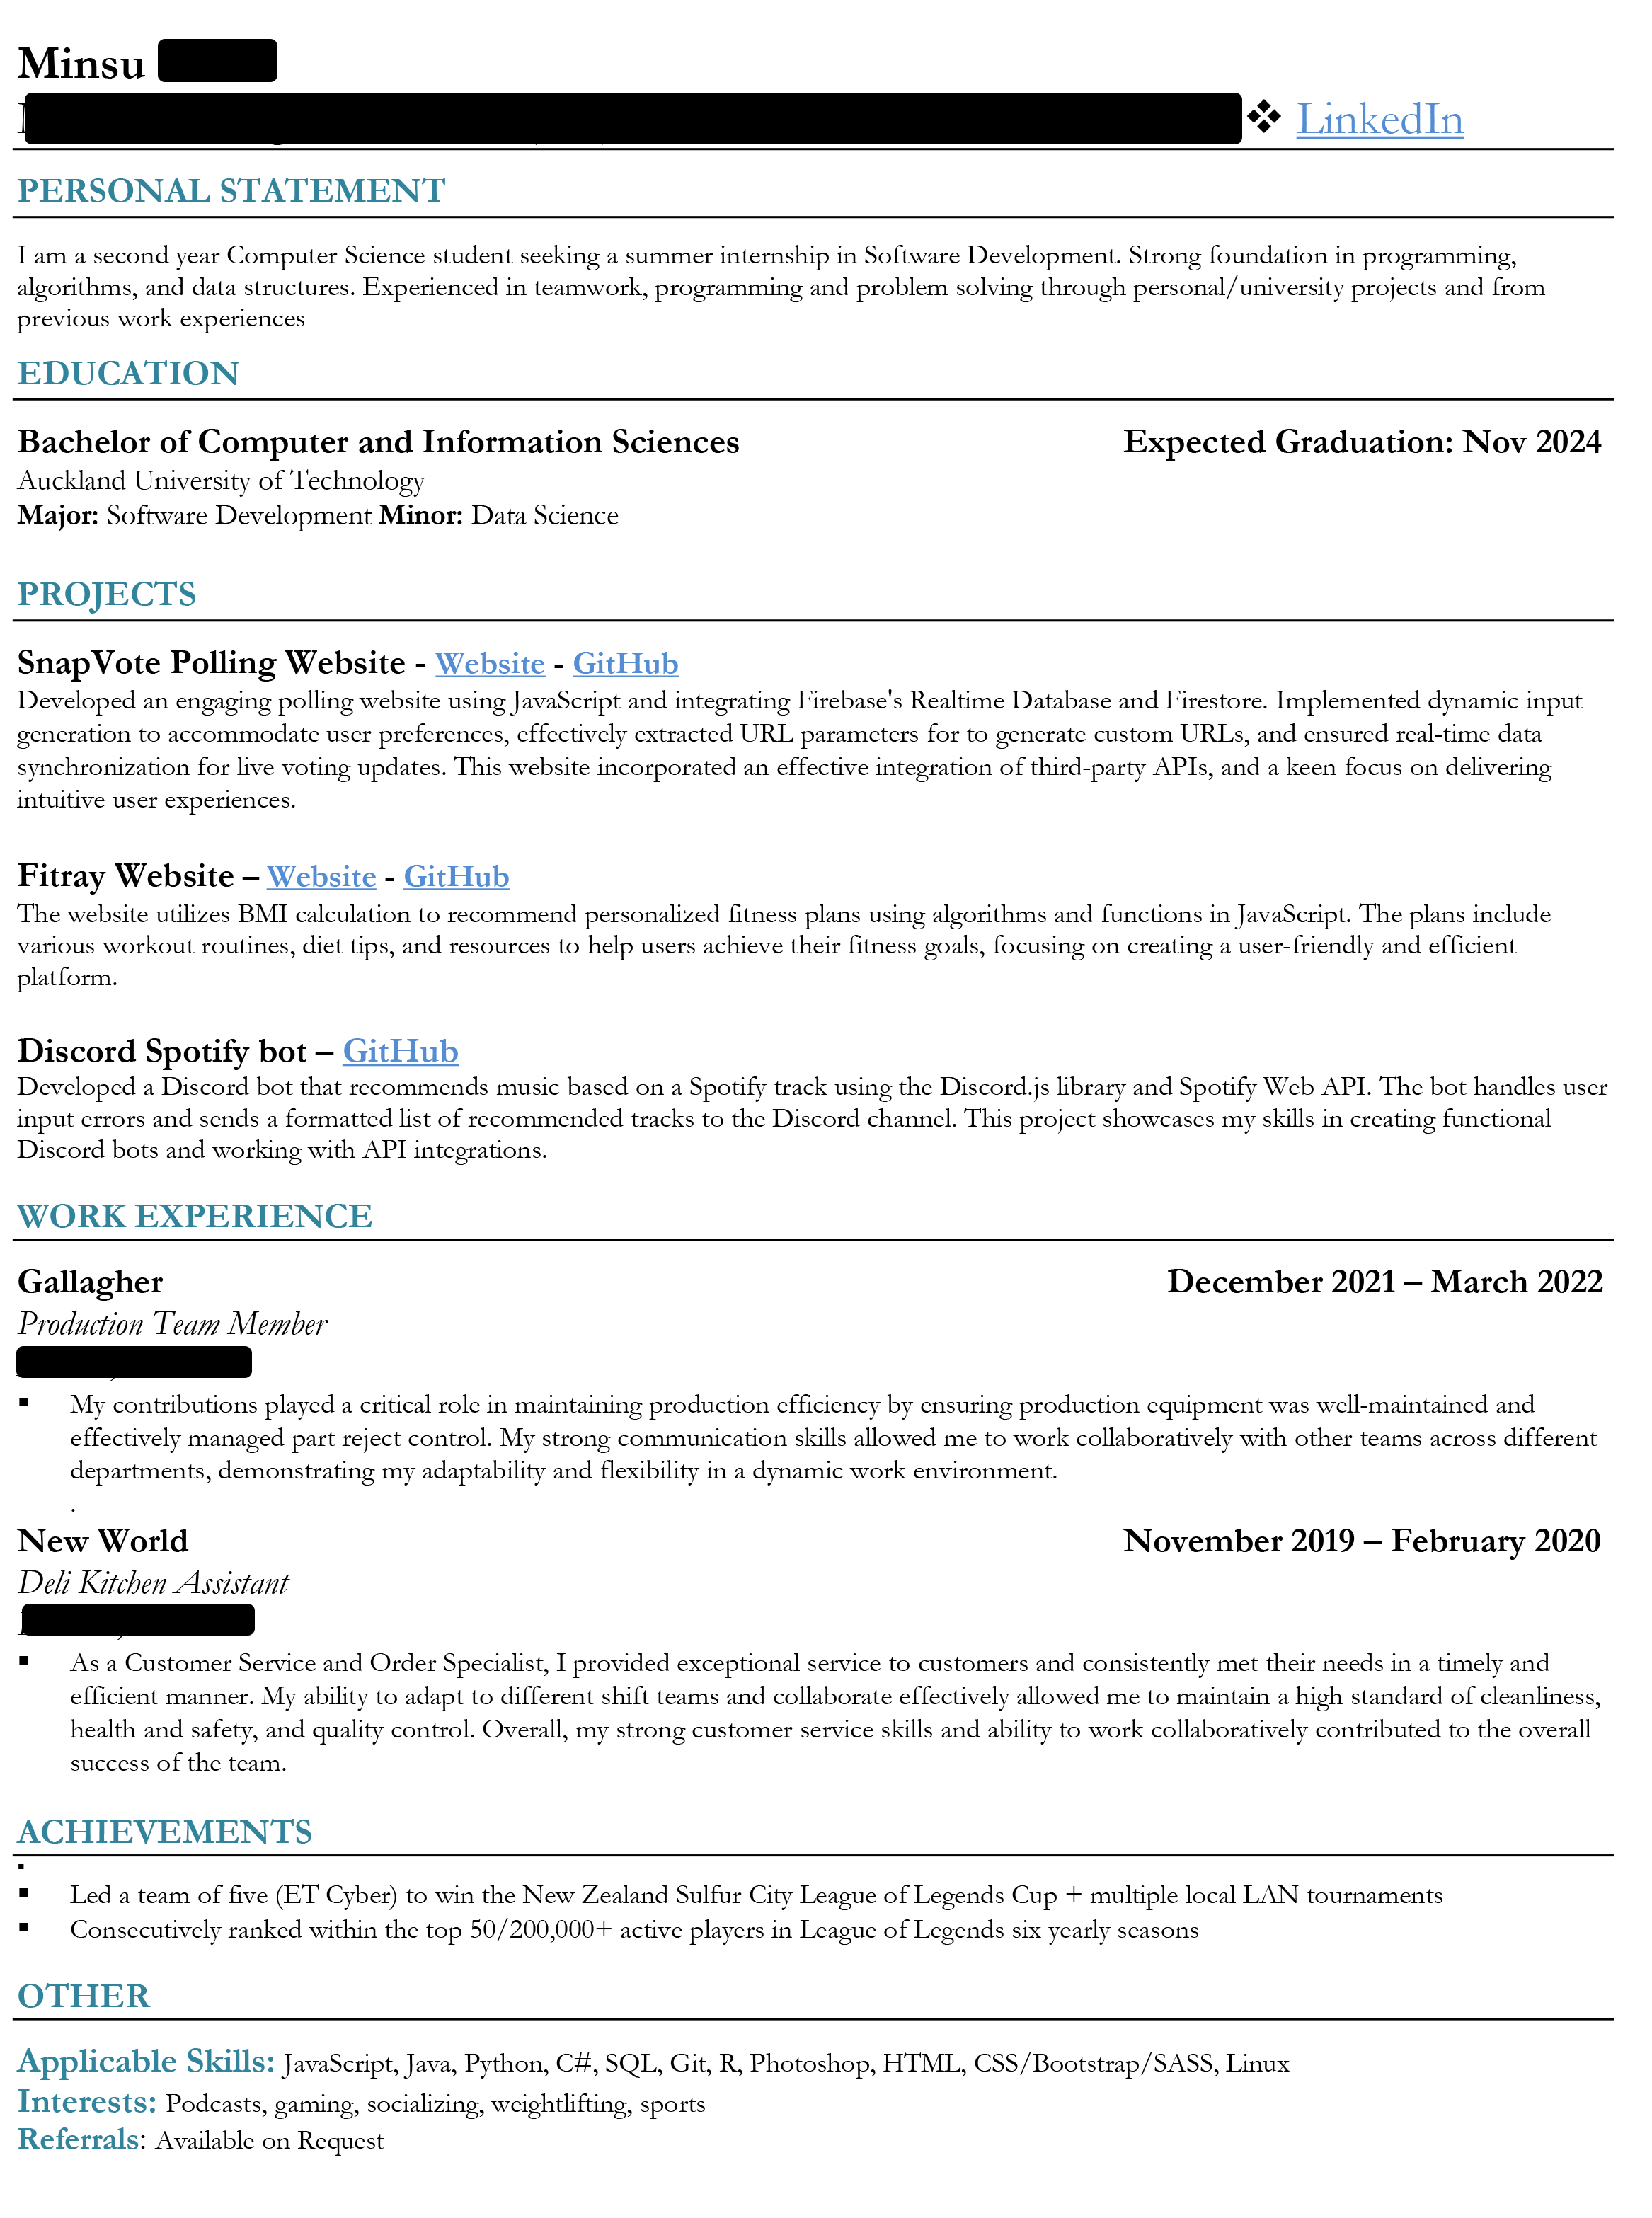 Minsu
❖ LinkedIn
PERSONAL STATEMENT
I am a second year Computer Science student seeking a summer internship in Software Development. Strong foundation in programming,
algorithms, and data structures. Experienced in teamwork, programming and problem solving through personal/university projects and from
previous work experiences
EDUCATION
Bachelor of Computer and Information Sciences Expected Graduation: Nov 2024
Auckland University of Technology
Major: Software Development Minor: Data Science
PROJECTS
SnapVote Polling Website - Website - GitHub
Developed an engaging polling website using JavaScript and integrating Firebase's Realtime Database and Firestore. Implemented dynamic input
generation to accommodate user preferences, effectively extracted URL parameters for to generate custom URLs, and ensured real-time data
synchronization for live voting updates. This website incorporated an effective integration of third-party APIs, and a keen focus on delivering
intuitive user experiences.
Fitray Website – Website - GitHub
The website utilizes BMI calculation to recommend personalized fitness plans using algorithms and functions in JavaScript. The plans include
various workout routines, diet tips, and resources to help users achieve their fitness goals, focusing on creating a user-friendly and efficient
platform.
Discord Spotify bot – GitHub
Developed a Discord bot that recommends music based on a Spotify track using the Discord.js library and Spotify Web API. The bot handles user
input errors and sends a formatted list of recommended tracks to the Discord channel. This project showcases my skills in creating functional
Discord bots and working with API integrations.
WORK EXPERIENCE
Gallagher December 2021 – March 2022
Production Team Member
▪ My contributions played a critical role in maintaining production efficiency by ensuring production equipment was well-maintained and
effectively managed part reject control. My strong communication skills allowed me to work collaboratively with other teams across different
departments, demonstrating my adaptability and flexibility in a dynamic work environment.
.
New World November 2019 – February 2020
Deli Kitchen Assistant
▪ As a Customer Service and Order Specialist, I provided exceptional service to customers and consistently met their needs in a timely and
efficient manner. My ability to adapt to different shift teams and collaborate effectively allowed me to maintain a high standard of cleanliness,
health and safety, and quality control. Overall, my strong customer service skills and ability to work collaboratively contributed to the overall
success of the team.
ACHIEVEMENTS
▪
▪ Led a team of five (ET Cyber) to win the New Zealand Sulfur City League of Legends Cup + multiple local LAN tournaments
▪ Consecutively ranked within the top 50/200,000+ active players in League of Legends six yearly seasons
OTHER
Applicable Skills: JavaScript, Java, Python, C#, SQL, Git, R, Photoshop, HTML, CSS/Bootstrap/SASS, Linux
Interests: Podcasts, gaming, socializing, weightlifting, sports
Referrals: Available on Request